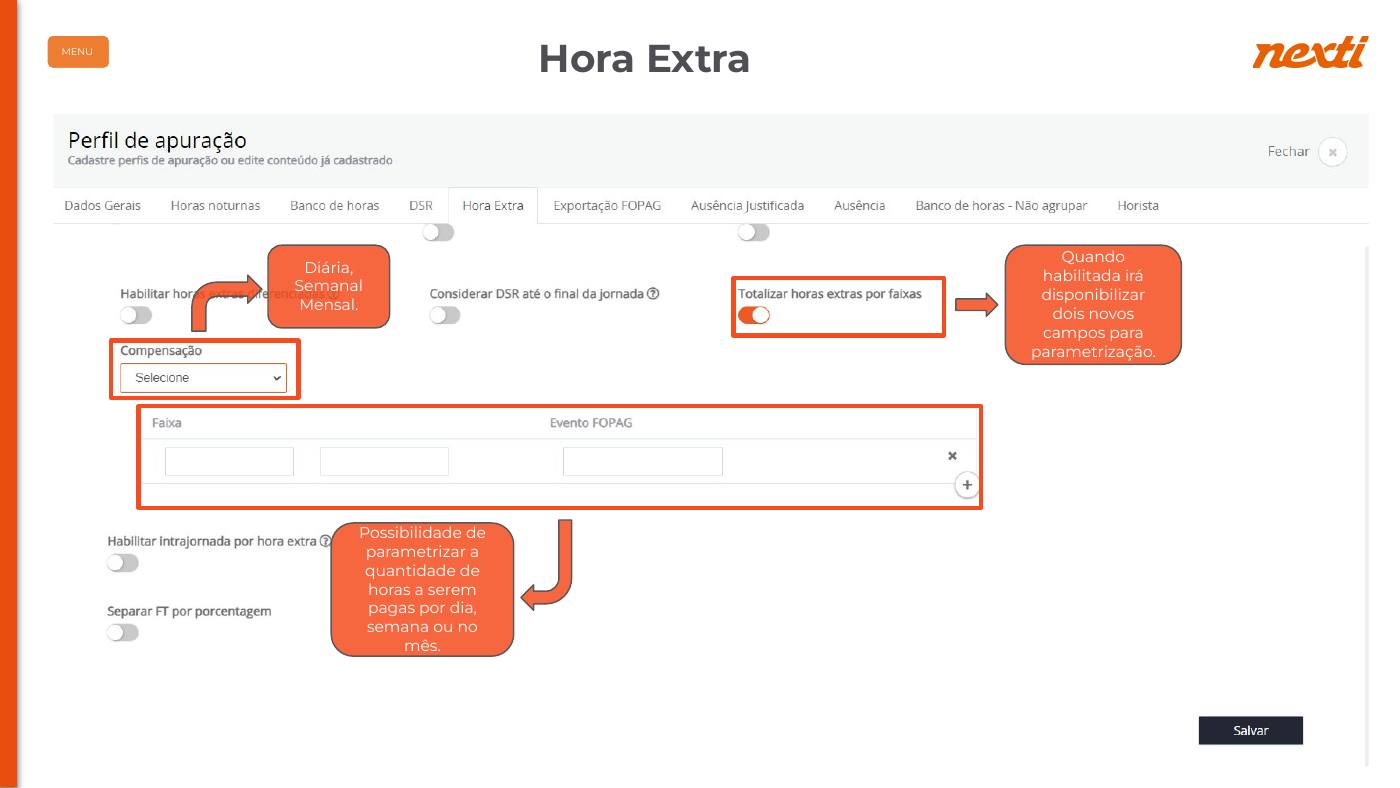 MENU
Hora Extra
nexti
Perfil de apuração
Cadastre perfis de apuração ou edite conteúdo já cadastrado
Fechar
Dados Gerais
Horas noturnas
Banco de horas
DSR
Hora Extra
Exportação FOPAG
Ausência Justificada
Ausência
Banco de horas - Não agrupar
Horista
Diária,
Semanal
Mensal.
Quando
habilitada irá
disponibilizar
dois novos
campos para
parametrização.
Habilitar horas extras diferenciadas
Considerar DSR até o final da jornada
Totalizar horas extras por faixas
Compensação
Selecione
Faixa
Evento FOPAG
Habilitar intrajornada por hora extra
Possibilidade de
parametrizar a
quantidade de
horas a serem
pagas por dia,
semana ou no
mês.
Separar FT por porcentagem
Salvar